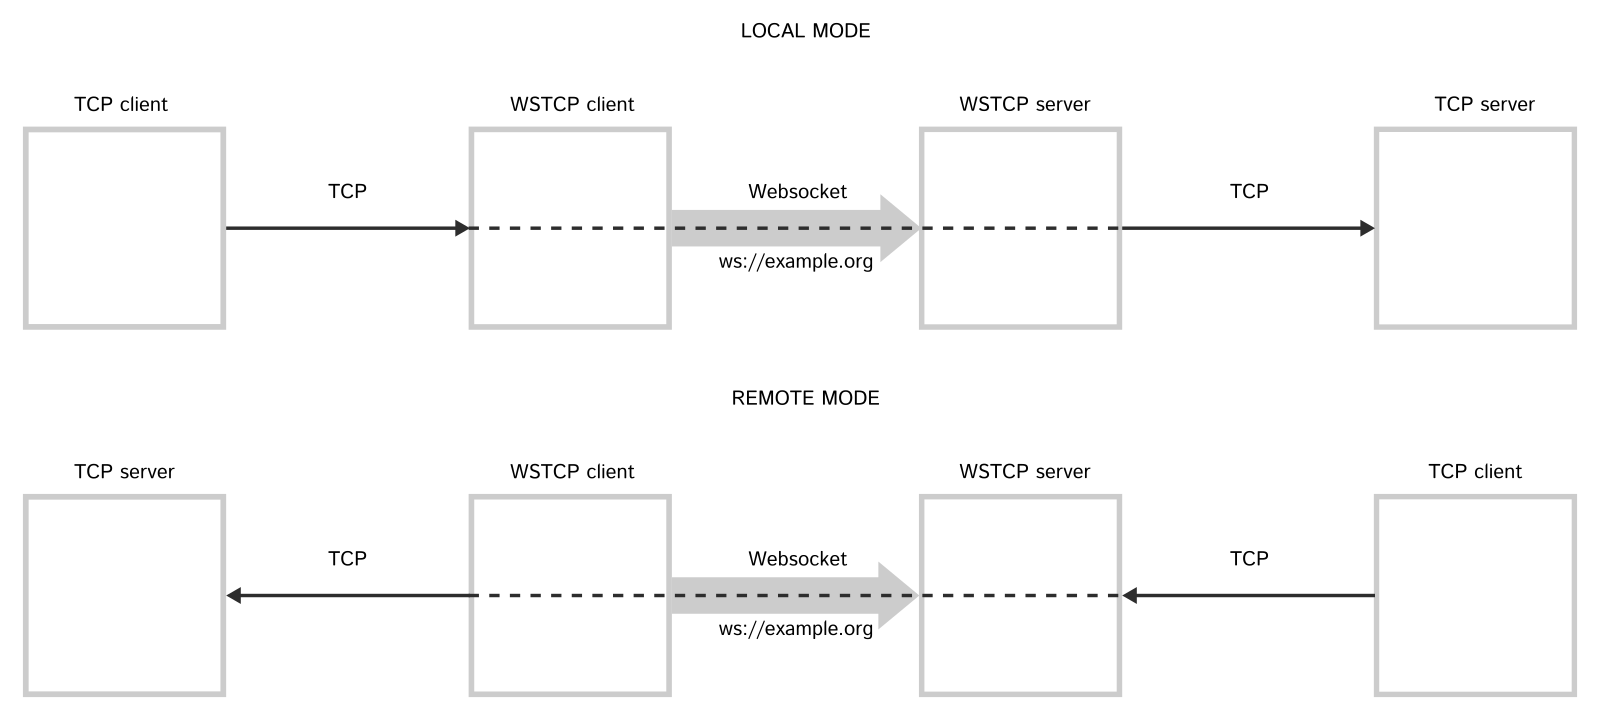 LOCAL MODE
TCP client
WSTCP client
WSTCP server
TCP server
TCP
Websocket
TCP
ws://example.org
REMOTE MODE
TCP server
WSTCP client
WSTCP server
TCP client
TCP
Websocket
TCP
ws://example.org